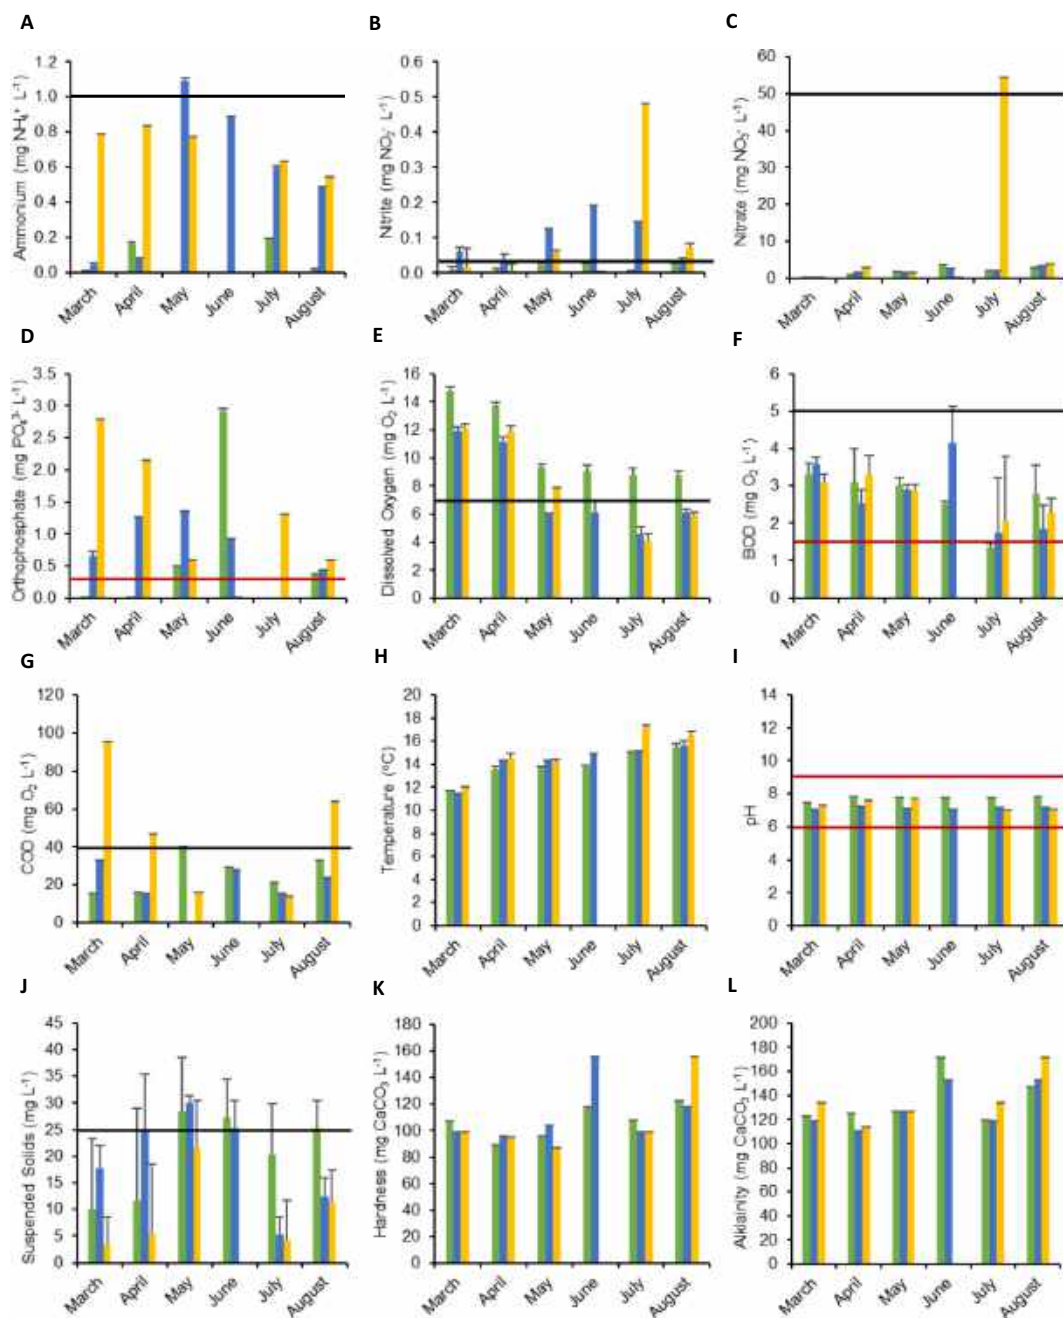 A
B
C
Ammonium (mg NH₄⁺ L⁻¹)
1.2
1.0
0.8
0.6
0.4
0.2
0.0
March
April
May
June
July
August
Nitrite (mg NO₂⁻ L⁻¹)
0.6
0.5
0.4
0.3
0.2
0.1
0.0
March
April
May
June
July
August
Nitrate (mg NO₃⁻ L⁻¹)
60
50
40
30
20
10
0
March
April
May
June
July
August
D
E
F
Orthophosphate (mg PO₄³⁻ L⁻¹)
3.5
3.0
2.5
2.0
1.5
1.0
0.5
0.0
March
April
May
June
July
August
Dissolved Oxygen (mg O₂ L⁻¹)
16
14
12
10
8
6
4
2
0
March
April
May
June
July
August
BOD (mg O₂ L⁻¹)
6
5
4
3
2
1
0
March
April
May
June
July
August
G
H
I
COD (mg O₂ L⁻¹)
120
100
80
60
40
20
0
March
April
May
June
July
August
Temperature (ºC)
20
18
16
14
12
10
8
6
4
2
0
March
April
May
June
July
August
pH
14
12
10
8
6
4
2
0
March
April
May
June
July
August
J
K
L
Suspended Solids (mg L⁻¹)
45
40
35
30
25
20
15
10
5
0
March
April
May
June
July
August
Hardness (mg CaCO₃ L⁻¹)
180
160
140
120
100
80
60
40
20
0
March
April
May
June
July
August
Alklainity (mg CaCO₃ L⁻¹)
200
180
160
140
120
100
80
60
40
20
0
March
April
May
June
July
August